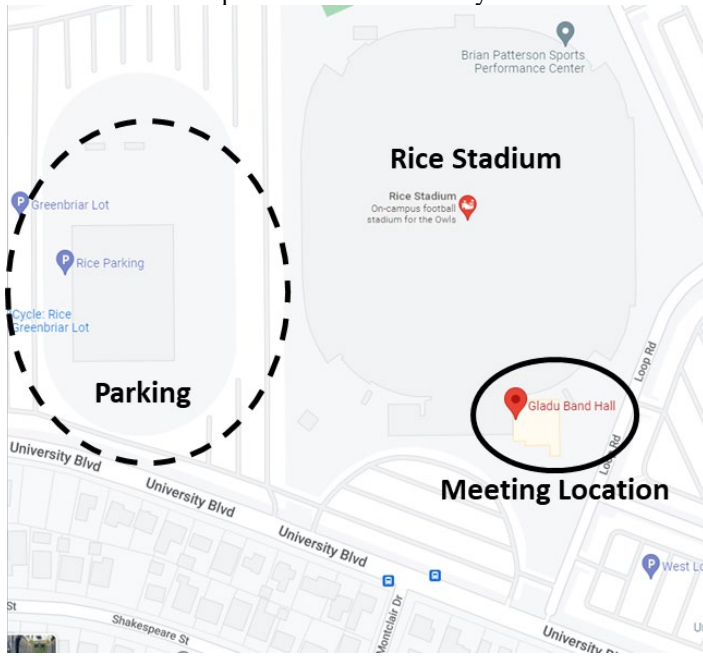 Brian Patterson Sports
Performance Center
Rice Stadium
Rice Stadium
On-campus football
stadium for the Owls
Greenbriar Lot
Rice Parking
Cycle: Rice
Greenbriar Lot
Parking
Loop Rd
Gladu Band Hall
Loop Rd
Meeting Location
University Blvd
University Blvd
University Blvd
West Lo
St
Shakespeare St
Montclair Dr
University Blvd